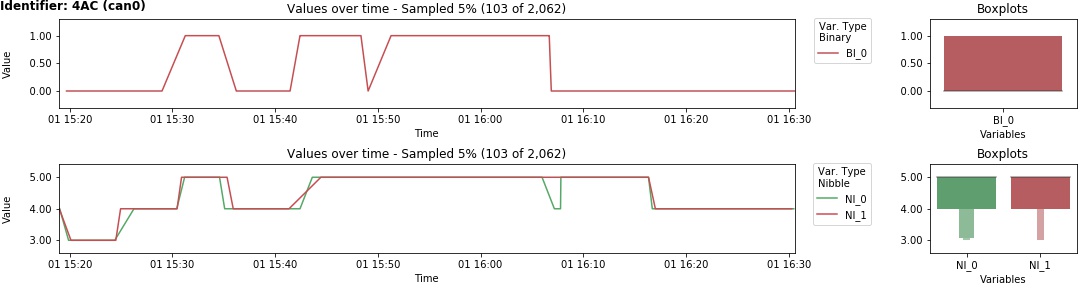 Identifier: 4AC (can0)
Values over time - Sampled 5% (103 of 2,062)
Value
1.00
0.50
0.00
01 15:20 01 15:30 01 15:40 01 15:50 01 16:00 01 16:10 01 16:20 01 16:30
Time
Var. Type
Binary
BI_0
Boxplots
1.00
0.50
0.00
BI_0
Variables
Values over time - Sampled 5% (103 of 2,062)
Value
5.00
4.00
3.00
01 15:20 01 15:30 01 15:40 01 15:50 01 16:00 01 16:10 01 16:20 01 16:30
Time
Var. Type
Nibble
NI_0
NI_1
Boxplots
5.00
4.00
3.00
NI_0 NI_1
Variables